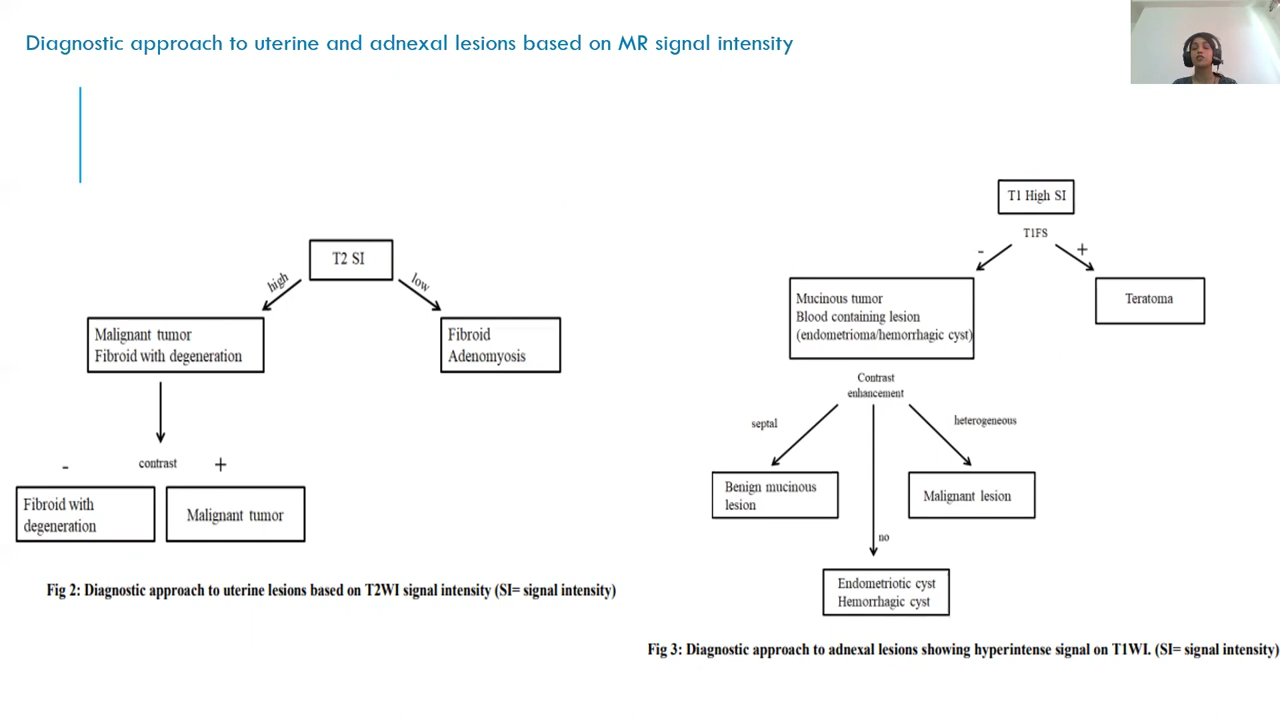 Diagnostic approach to uterine and adnexal lesions based on MR signal intensity
T2 SI
high
low
Malignant tumor
Fibroid with degeneration
Fibroid
Adenomyosis
-
contrast
+
Fibroid with
degeneration
Malignant tumor
Fig 2: Diagnostic approach to uterine lesions based on T2WI signal intensity (SI= signal intensity)
T1 High SI
T1FS
-
+
Mucinous tumor
Blood containing lesion
(endometrioma/hemorrhagic cyst)
Teratoma
Contrast
enhancement
septal
heterogeneous
Benign mucinous
lesion
Malignant lesion
no
Endometriotic cyst
Hemorrhagic cyst
Fig 3: Diagnostic approach to adnexal lesions showing hyperintense signal on T1WI. (SI= signal intensity)